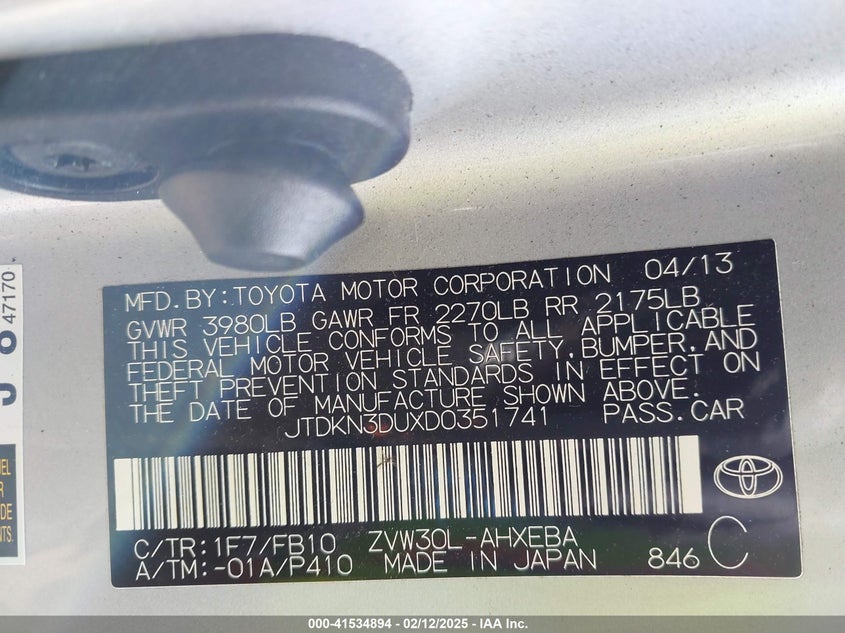 MFD. BY: TOYOTA MOTOR CORPORATION 04/13
GVWR 3980LB GAWR FR 2270LB RR 2175LB
THIS VEHICLE CONFORMS TO ALL APPLICABLE
FEDERAL MOTOR VEHICLE SAFETY, BUMPER, AND
THEFT PREVENTION STANDARDS IN EFFECT ON
THE DATE OF MANUFACTURE SHOWN ABOVE.
JTDKN3DUXD0351741 PASS. CAR
C/TR: 1F7/FB10 ZVW30L-AHXEBA
A/TM: -01A/P410 MADE IN JAPAN 846 C
47170
000-41534894 - 02/12/2025 - IAA Inc.